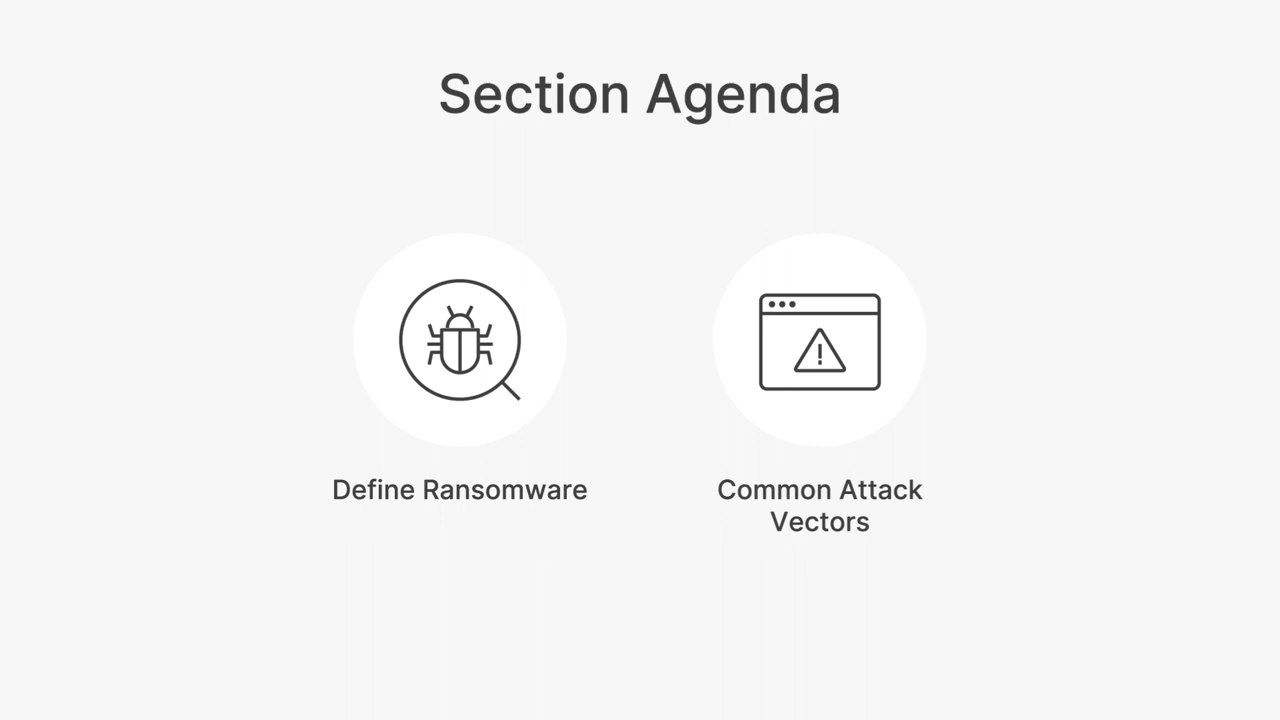 Section Agenda
Define Ransomware
Common Attack
Vectors